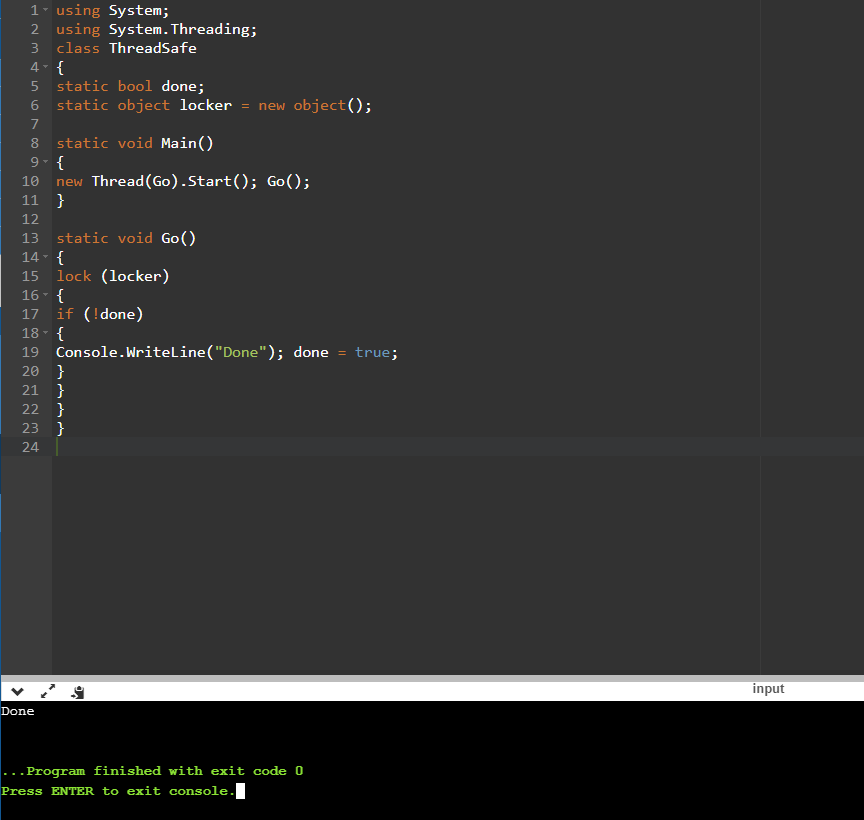 1 using System;
2 using System.Threading;
3 class ThreadSafe
4 {
5 static bool done;
6 static object locker = new object();
7
8 static void Main()
9 {
10 new Thread(Go).Start(); Go();
11 }
12
13 static void Go()
14 {
15 lock (locker)
16 {
17 if (!done)
18 {
19 Console.WriteLine("Done"); done = true;
20 }
21 }
22 }
23 }
24
input
Done
...Program finished with exit code 0
Press ENTER to exit console.